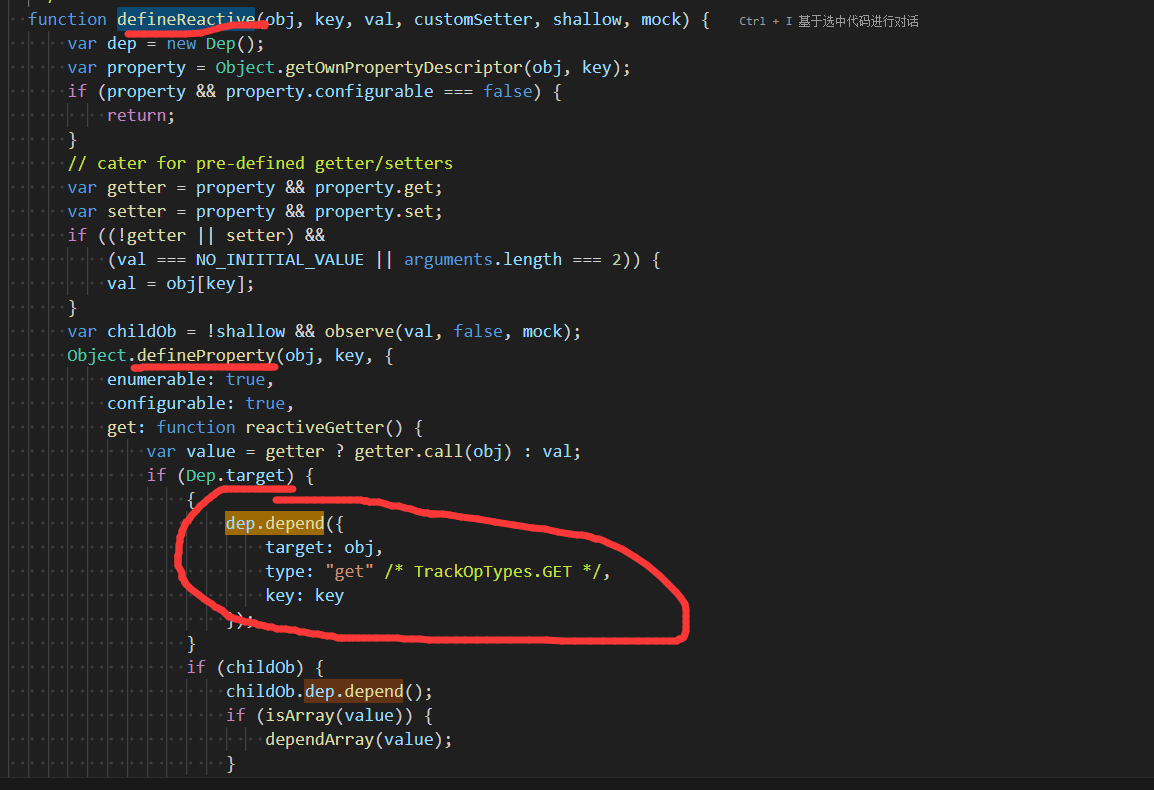 function defineReactive(obj, key, val, customSetter, shallow, mock) { Ctrl + I 基于选中代码进行对话
var dep = new Dep();
var property = Object.getOwnPropertyDescriptor(obj, key);
if (property && property.configurable === false) {
return;
}
// cater for pre-defined getter/setters
var getter = property && property.get;
var setter = property && property.set;
if ((!getter || setter) &&
(val === NO_INIITIAL_VALUE || arguments.length === 2)) {
val = obj[key];
}
var childOb = !shallow && observe(val, false, mock);
Object.defineProperty(obj, key, {
enumerable: true,
configurable: true,
get: function reactiveGetter() {
var value = getter ? getter.call(obj) : val;
if (Dep.target) {
{
dep.depend({
target: obj,
type: "get" /* TrackOpTypes.GET */,
key: key
});
}
if (childOb) {
childOb.dep.depend();
if (isArray(value)) {
dependArray(value);
}